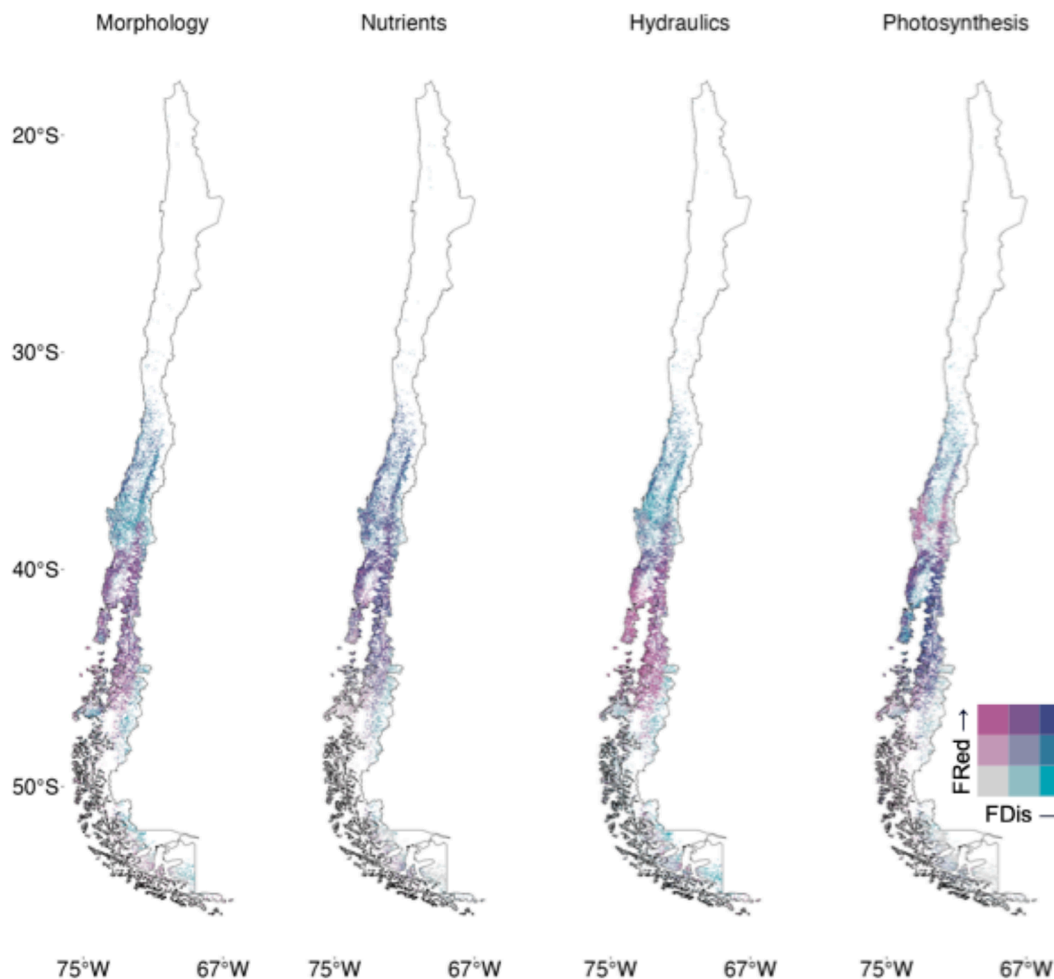 Morphology Nutrients Hydraulics Photosynthesis
20°S
30°S
40°S
50°S
FRed →
FDis —
75°W 67°W 75°W 67°W 75°W 67°W 75°W 67°W